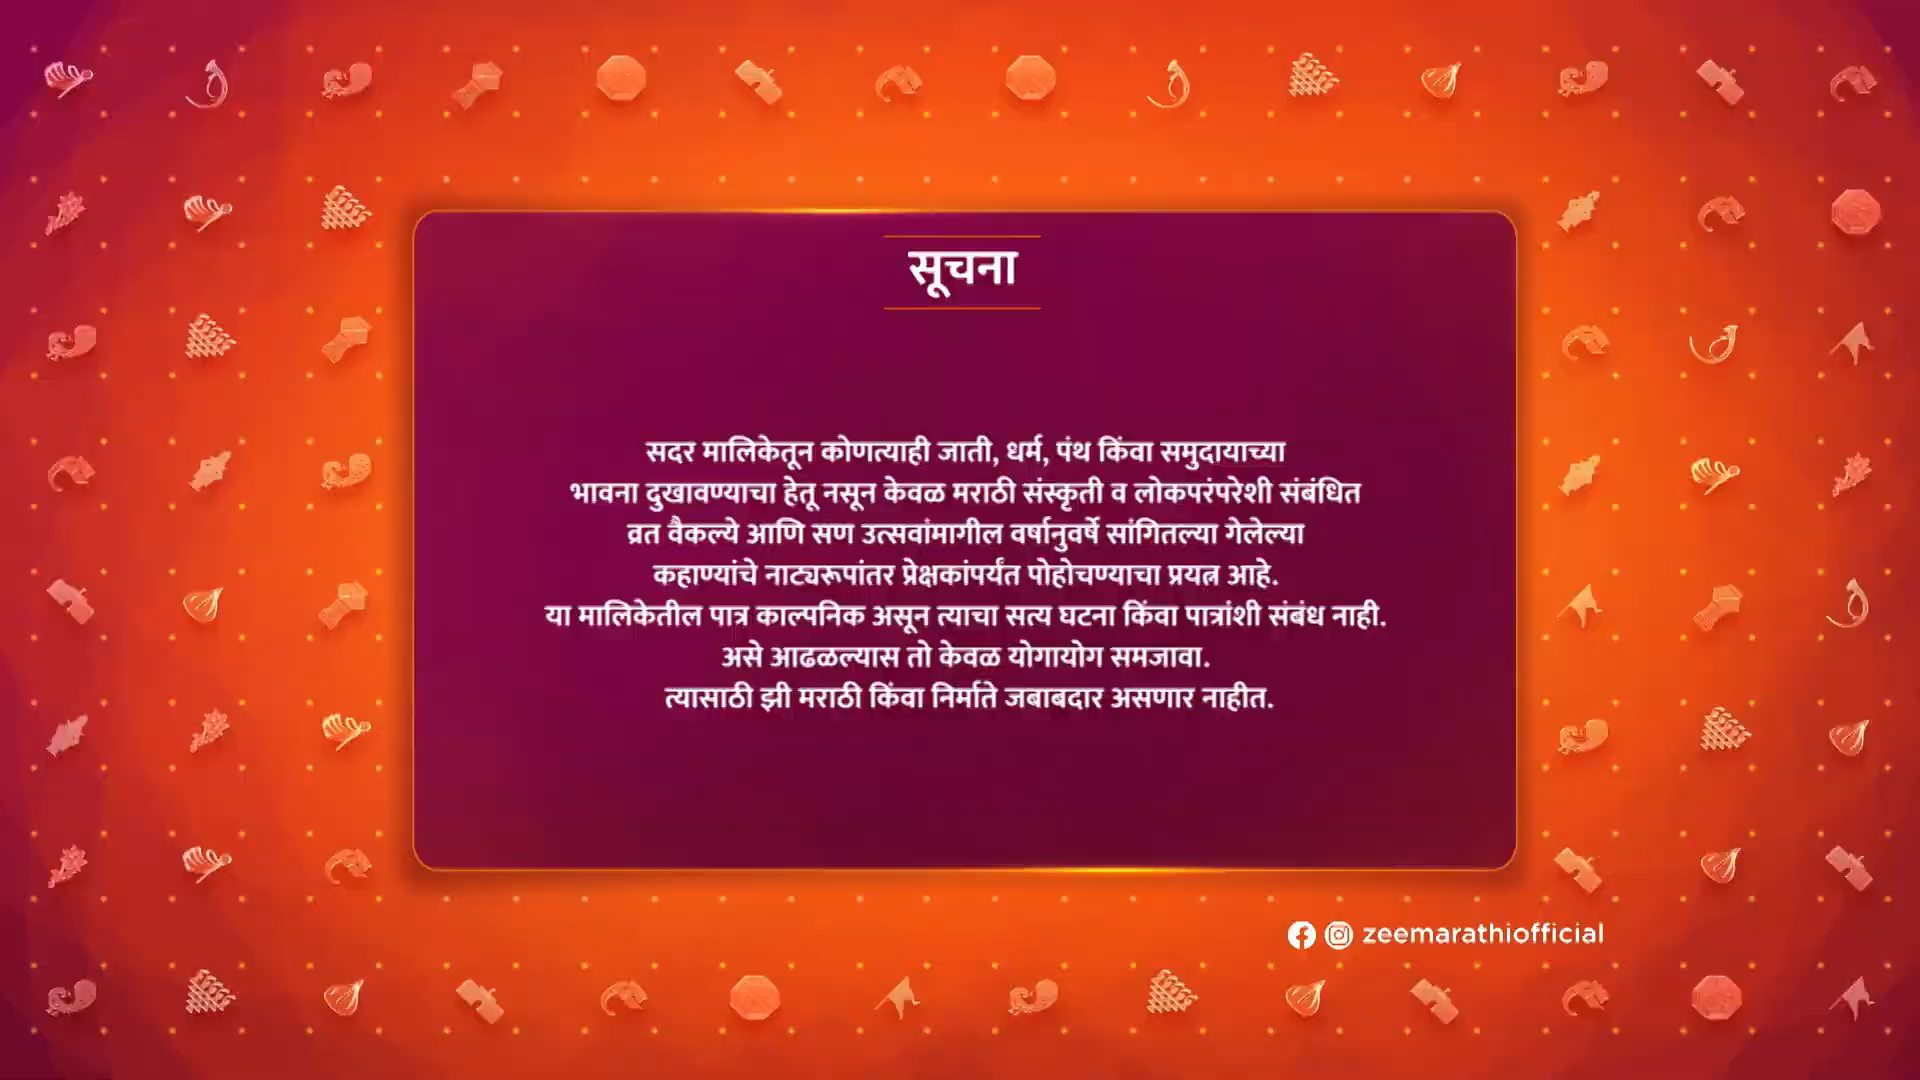 सूचना
सदर मालिकेतून कोणत्याही जाती, धर्म, पंथ किंवा समुदायाच्या
भावना दुखावण्याचा हेतू नसून केवळ मराठी संस्कृती व लोकपरंपरेशी संबंधित
व्रत वैकल्ये आणि सण उत्सवांमागील वर्षानुवर्षे सांगितल्या गेलेल्या
कहाण्यांचे नाट्यरूपांतर प्रेक्षकांपर्यंत पोहोचण्याचा प्रयत्न आहे.
या मालिकेतील पात्र काल्पनिक असून त्याचा सत्य घटना किंवा पात्रांशी संबंध नाही.
असे आढळल्यास तो केवळ योगायोग समजावा.
त्यासाठी झी मराठी किंवा निर्माते जबाबदार असणार नाहीत.
zeemarathiofficial